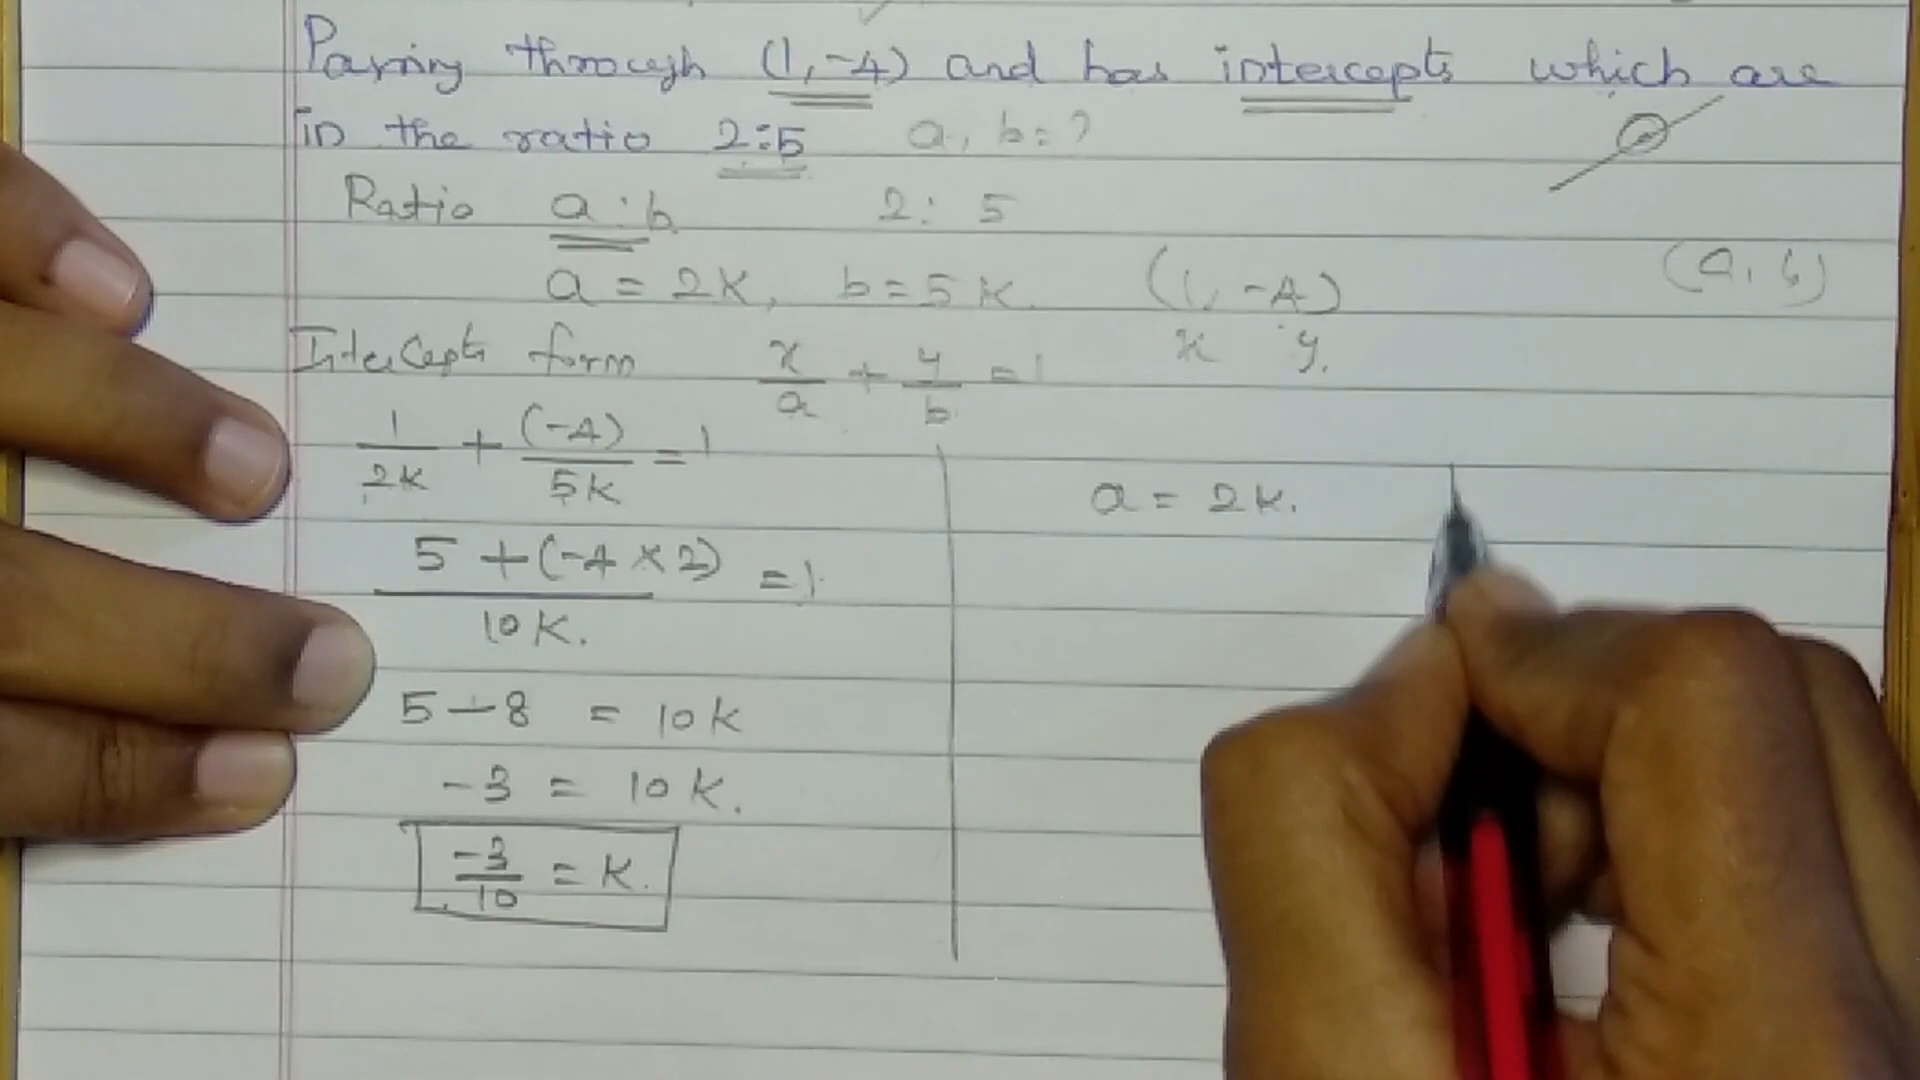 Passing through (1,-4) and has intercepts which are
in the ratio 2:5 a, b = ?
Ratio a:b 2: 5
a = 2k, b = 5k. (1, -4) (a, b)
x y.
Intercepts form x/a + y/b = 1
1/2k + (-4)/5k = 1
a = 2k.
5 + (-4 × 2)/10k. = 1
5 - 8 = 10k
-3 = 10k.
-3/10 = k.